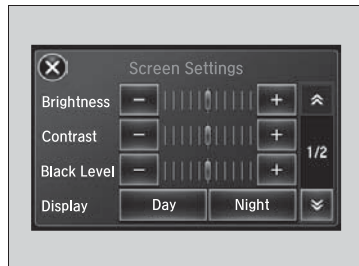 Screen Settings
Brightness − +
Contrast − +
1/2
Black Level − +
Display Day Night